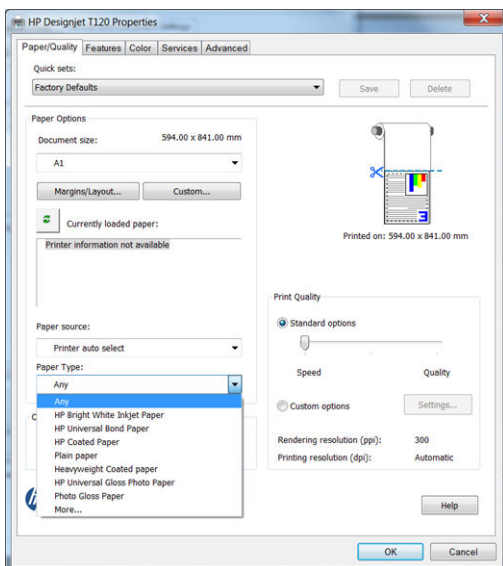 HP Designjet T120 Properties
Paper/Quality Features Color Services Advanced
Quick sets:
Factory Defaults
Save Delete
Paper Options
Document size: 594.00 x 841.00 mm
A1
Margins/Layout... Custom...
Currently loaded paper:
Printer information not available
Printed on: 594.00 x 841.00 mm
Paper source:
Printer auto select
Paper Type:
Any
Any
HP Bright White Inkjet Paper
HP Universal Bond Paper
HP Coated Paper
Plain paper
Heavyweight Coated paper
HP Universal Gloss Photo Paper
Photo Gloss Paper
More...
Print Quality
Standard options
Speed Quality
Custom options Settings...
Rendering resolution (ppi): 300
Printing resolution (dpi): Automatic
Help
OK Cancel